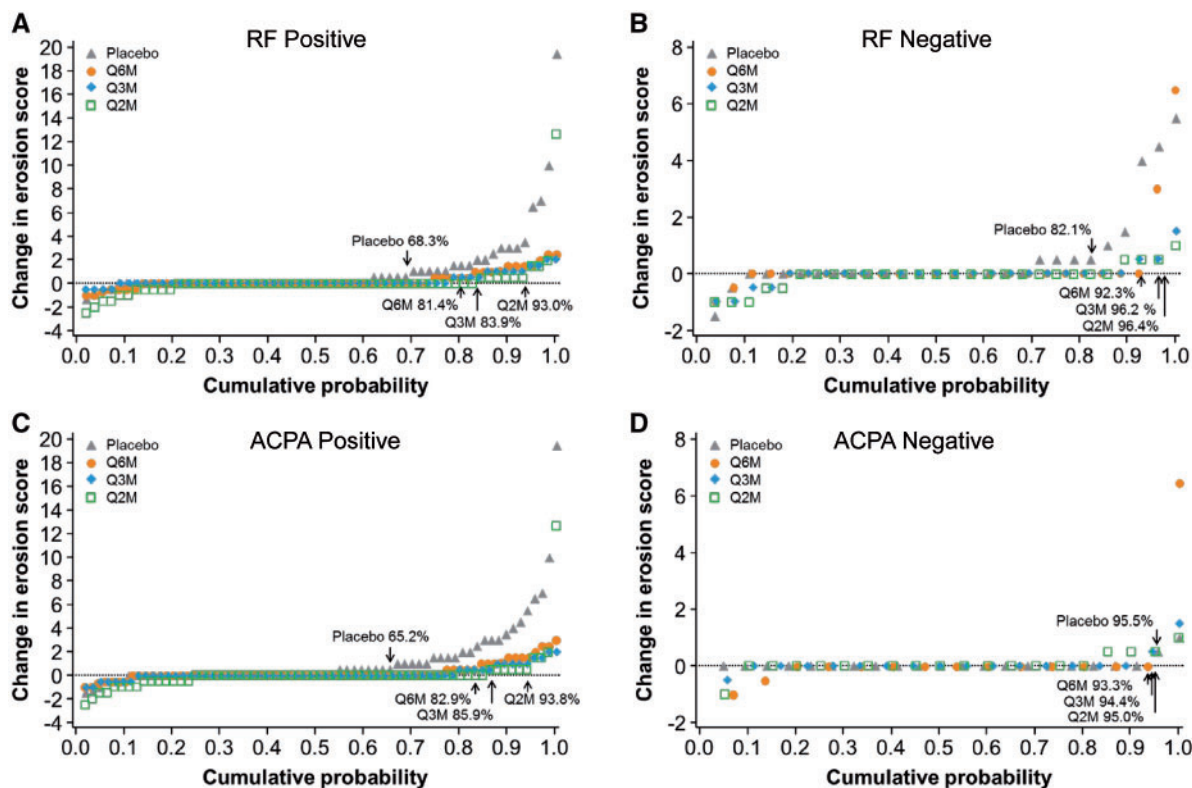 A
RF Positive
Placebo
Q6M
Q3M
Q2M
Change in erosion score
20
18
16
14
12
10
8
6
4
2
0
-2
-4
Placebo 68.3%
Q6M 81.4%
Q3M 83.9%
Q2M 93.0%
0.0 0.1 0.2 0.3 0.4 0.5 0.6 0.7 0.8 0.9 1.0
Cumulative probability
B
RF Negative
Placebo
Q6M
Q3M
Q2M
Change in erosion score
8
6
4
2
0
-2
Placebo 82.1%
Q6M 92.3%
Q3M 96.2 %
Q2M 96.4%
0.0 0.1 0.2 0.3 0.4 0.5 0.6 0.7 0.8 0.9 1.0
Cumulative probability
C
ACPA Positive
Placebo
Q6M
Q3M
Q2M
Change in erosion score
20
18
16
14
12
10
8
6
4
2
0
-2
-4
Placebo 65.2%
Q6M 82.9%
Q3M 85.9%
Q2M 93.8%
0.0 0.1 0.2 0.3 0.4 0.5 0.6 0.7 0.8 0.9 1.0
Cumulative probability
D
ACPA Negative
Placebo
Q6M
Q3M
Q2M
Change in erosion score
8
6
4
2
0
-2
Placebo 95.5%
Q6M 93.3%
Q3M 94.4%
Q2M 95.0%
0.0 0.1 0.2 0.3 0.4 0.5 0.6 0.7 0.8 0.9 1.0
Cumulative probability